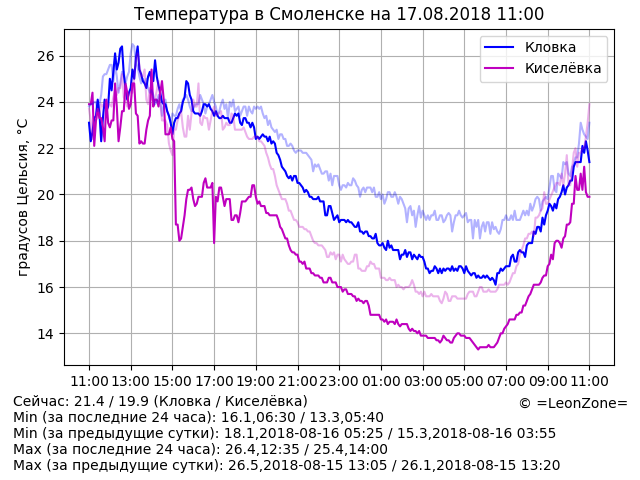 Температура в Смоленске на 17.08.2018 11:00
Кловка
Киселёвка
градусов Цельсия, °C
26
24
22
20
18
16
14
11:00 13:00 15:00 17:00 19:00 21:00 23:00 01:00 03:00 05:00 07:00 09:00 11:00
© =LeonZone=
Сейчас: 21.4 / 19.9 (Кловка / Киселёвка)
Min (за последние 24 часа): 16.1,06:30 / 13.3,05:40
Min (за предыдущие сутки): 18.1,2018-08-16 05:25 / 15.3,2018-08-16 03:55
Max (за последние 24 часа): 26.4,12:35 / 25.4,14:00
Max (за предыдущие сутки): 26.5,2018-08-15 13:05 / 26.1,2018-08-15 13:20